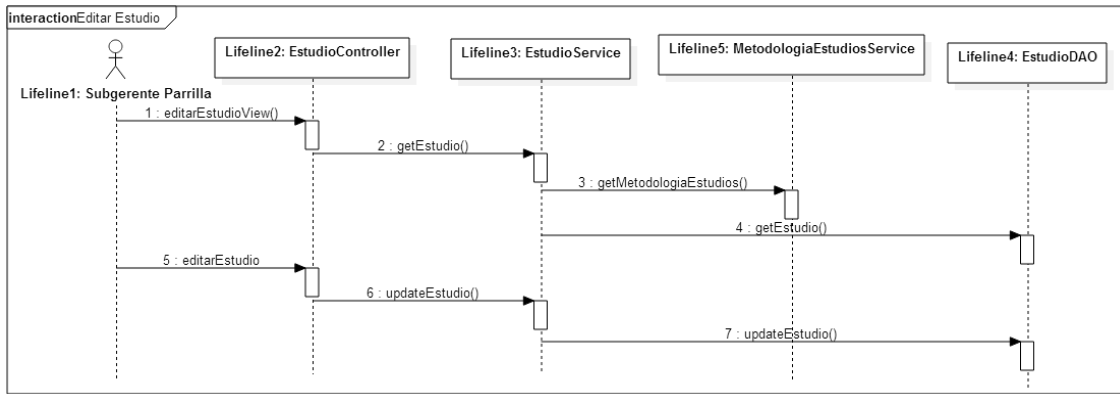 interactionEditar Estudio
Lifeline2: EstudioController
Lifeline3: EstudioService
Lifeline5: MetodologiaEstudiosService
Lifeline4: EstudioDAO
Lifeline1: Subgerente Parrilla
1 : editarEstudioView()
2 : getEstudio()
3 : getMetodologiaEstudios()
4 : getEstudio()
5 : editarEstudio
6 : updateEstudio()
7 : updateEstudio()